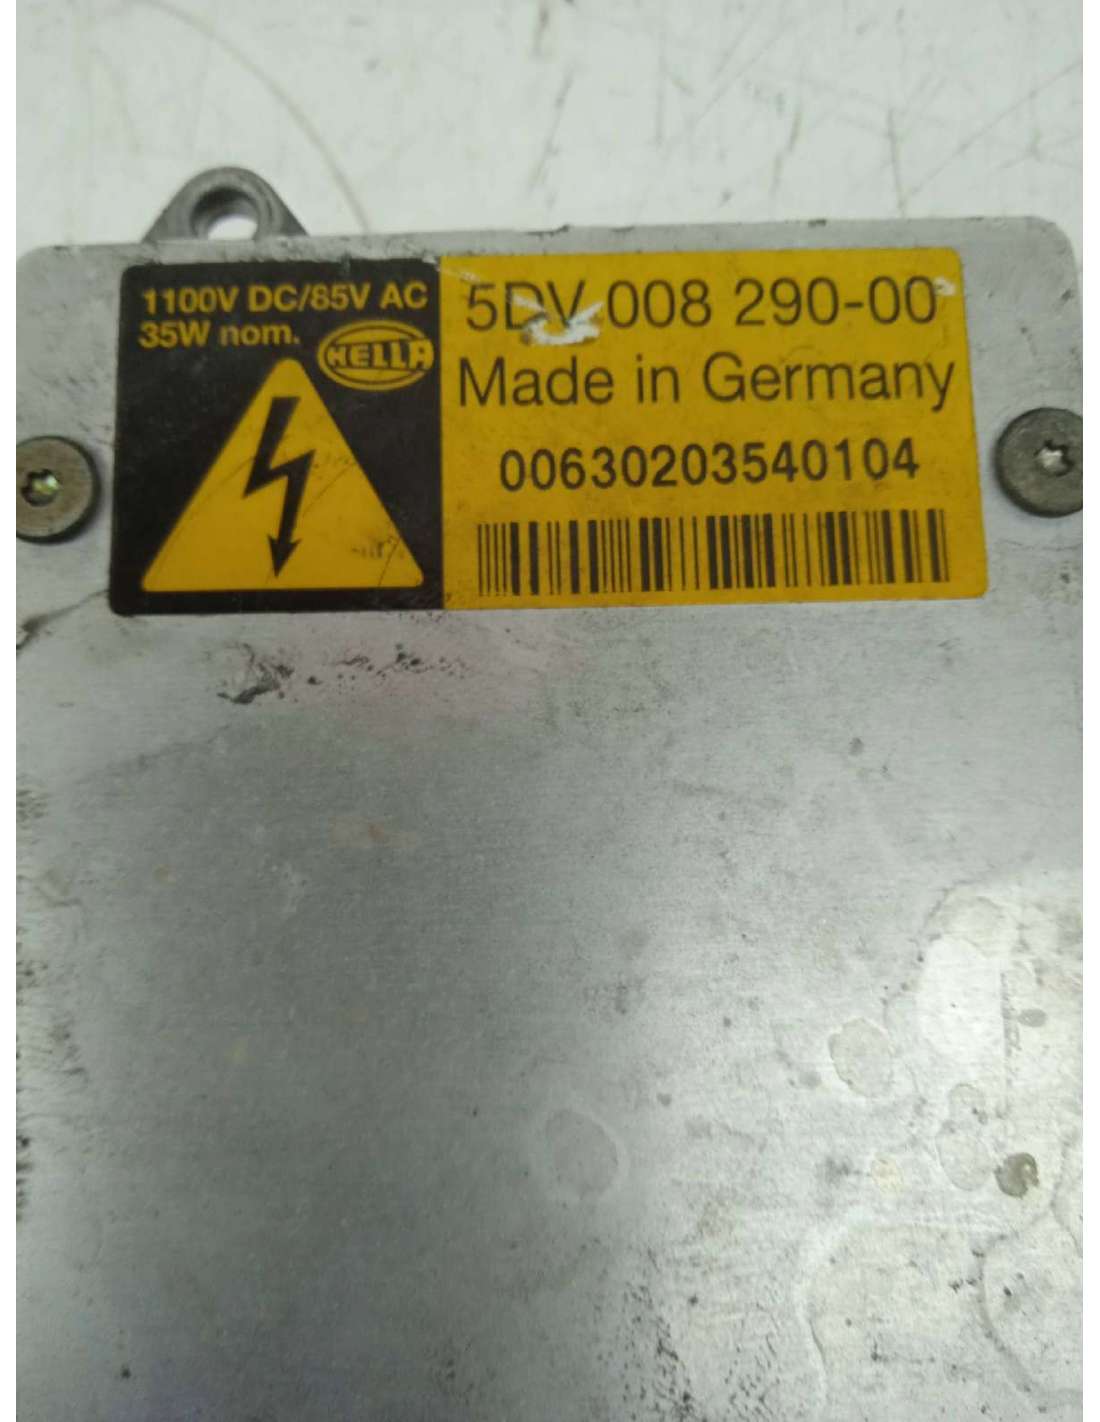 1100V DC/85V AC
35W nom.
HELLA
5DV 008 290-00
Made in Germany
00630203540104